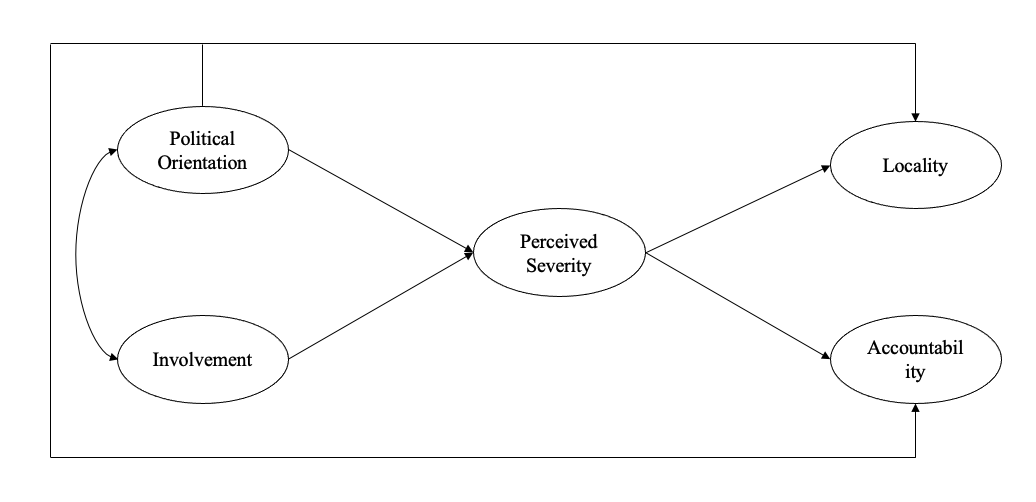 Political
Orientation
Locality
Perceived
Severity
Involvement
Accountabil
ity